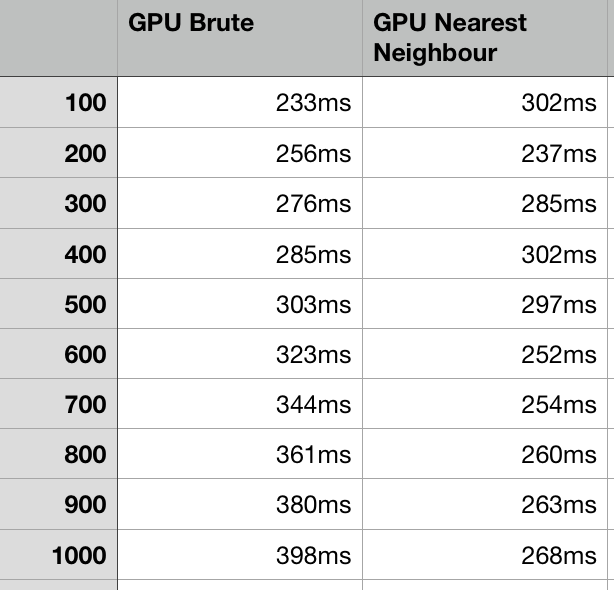 GPU Brute GPU Nearest
Neighbour
100 233ms 302ms
200 256ms 237ms
300 276ms 285ms
400 285ms 302ms
500 303ms 297ms
600 323ms 252ms
700 344ms 254ms
800 361ms 260ms
900 380ms 263ms
1000 398ms 268ms